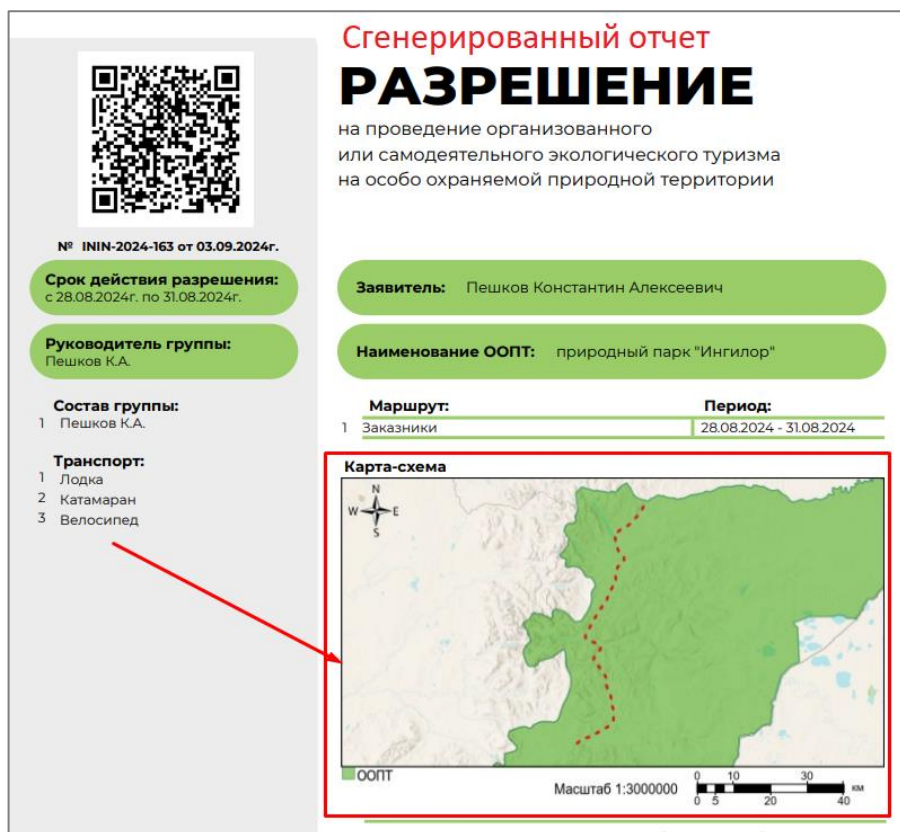 Сгенерированный отчет
РАЗРЕШЕНИЕ
на проведение организованного
или самодеятельного экологического туризма
на особо охраняемой природной территории
№ ININ-2024-163 от 03.09.2024г.
Срок действия разрешения:
с 28.08.2024г. по 31.08.2024г.
Руководитель группы:
Пешков К.А.
Состав группы:
1 Пешков К.А.
Транспорт:
1 Лодка
2 Катамаран
3 Велосипед
Заявитель: Пешков Константин Алексеевич
Наименование ООПТ: природный парк "Ингилор"
Маршрут: Период:
1 Заказники 28.08.2024 - 31.08.2024
Карта-схема
N
W E
S
ООПТ
Масштаб 1:3000000
0 10 30
км
0 5 20 40